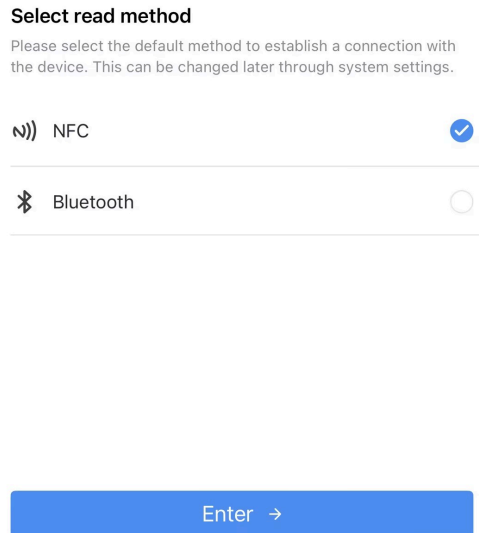 Select read method
Please select the default method to establish a connection with
the device. This can be changed later through system settings.
NFC
Bluetooth
Enter →